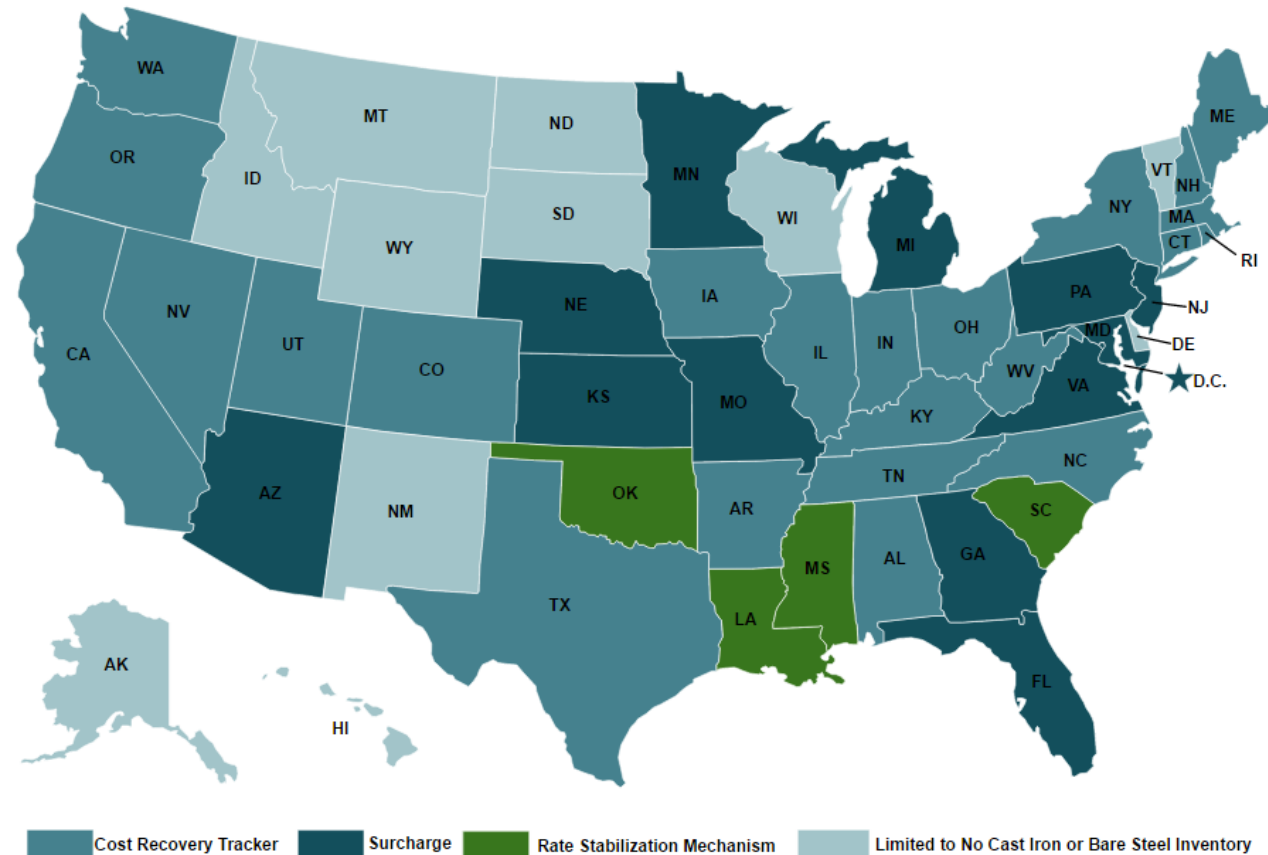 WA
ME
MT
ND
VT
OR
MN
NH
ID
NY
SD
WI
MA
WY
MI
CT
RI
PA
IA
NE
NJ
NV
OH
MD
DE
UT
IL
IN
CA
CO
WV
D.C.
VA
KS
MO
KY
NC
TN
AZ
OK
NM
AR
SC
GA
AL
MS
TX
LA
AK
FL
HI
Cost Recovery Tracker Surcharge Rate Stabilization Mechanism Limited to No Cast Iron or Bare Steel Inventory